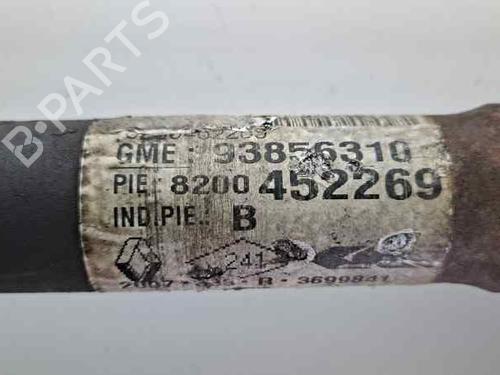 B-PARTS
GME : 93856310
PIE : 8200 452269
IND.PIE.: B
241